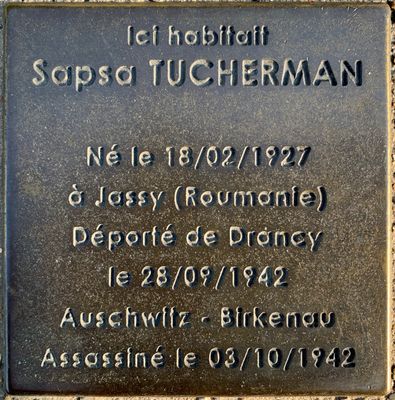 Ici habitait
Sapsa TUCHERMAN
Né le 18/02/1927
à Jassy (Roumanie)
Déporté de Drancy
le 28/09/1942
Auschwitz - Birkenau
Assassiné le 03/10/1942